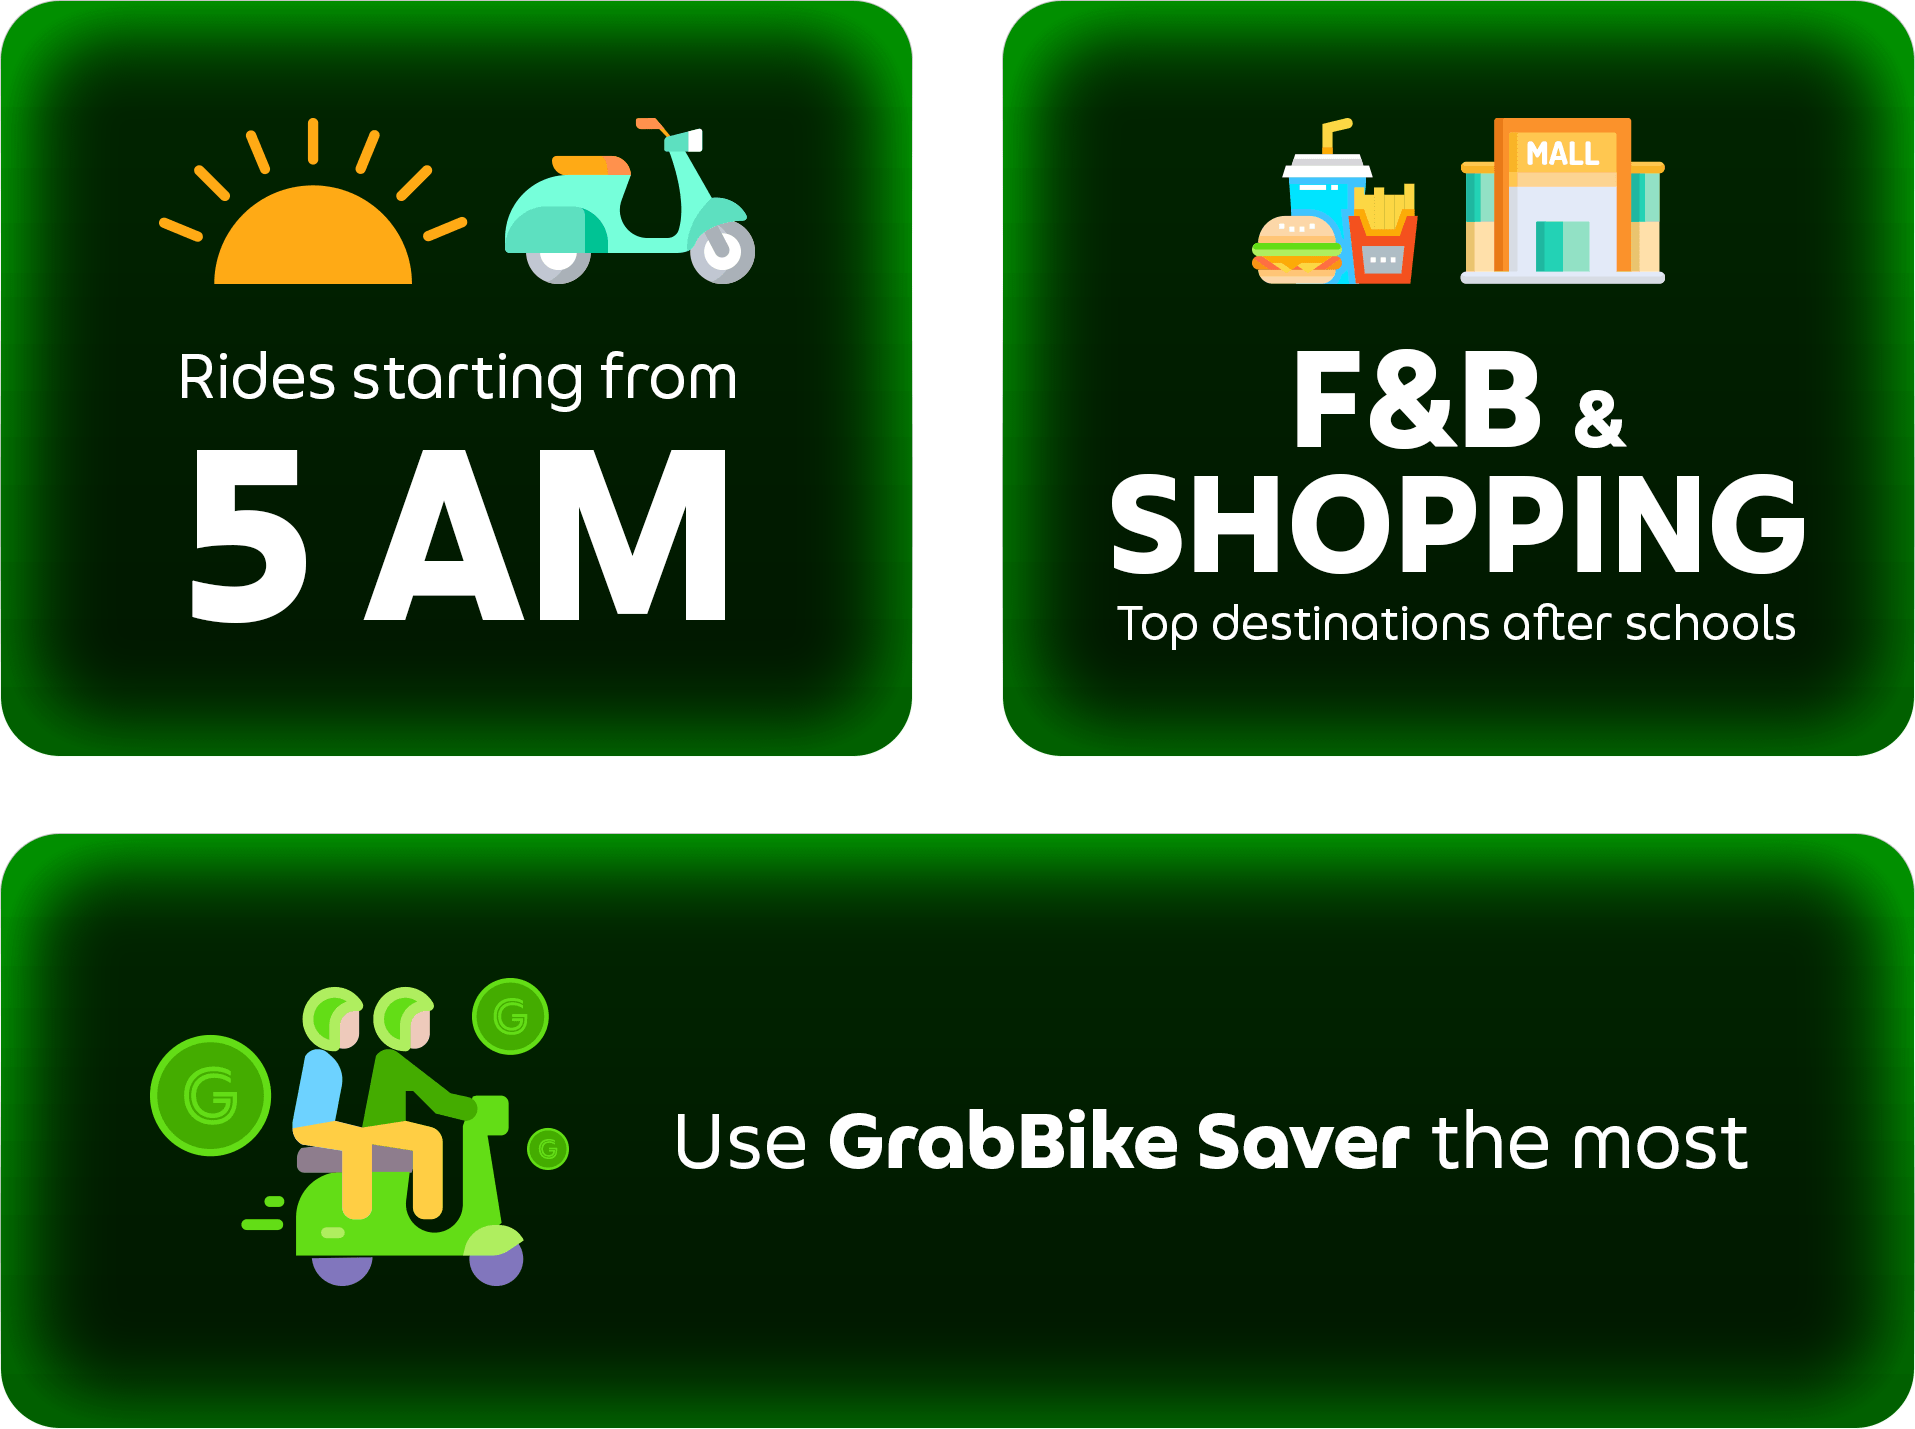 Rides starting from
5 AM
MALL
F&B &
SHOPPING
Top destinations after schools
G
G
G
Use GrabBike Saver the most